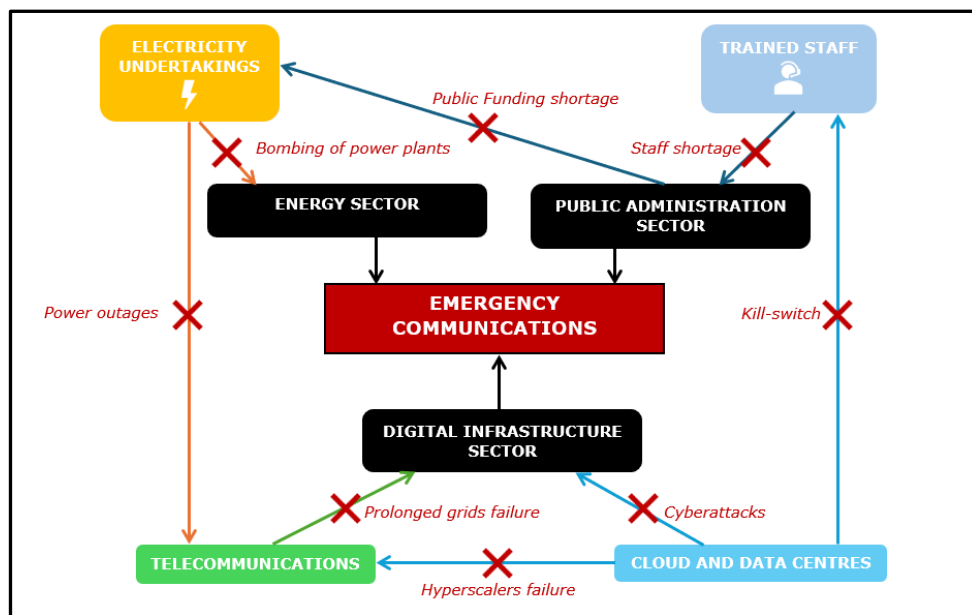 ELECTRICITY
UNDERTAKINGS
TRAINED STAFF
Public Funding shortage
Bombing of power plants
Staff shortage
ENERGY SECTOR
PUBLIC ADMINISTRATION
SECTOR
Power outages
EMERGENCY
COMMUNICATIONS
Kill-switch
DIGITAL INFRASTRUCTURE
SECTOR
Prolonged grids failure
Cyberattacks
TELECOMMUNICATIONS
CLOUD AND DATA CENTRES
Hyperscalers failure